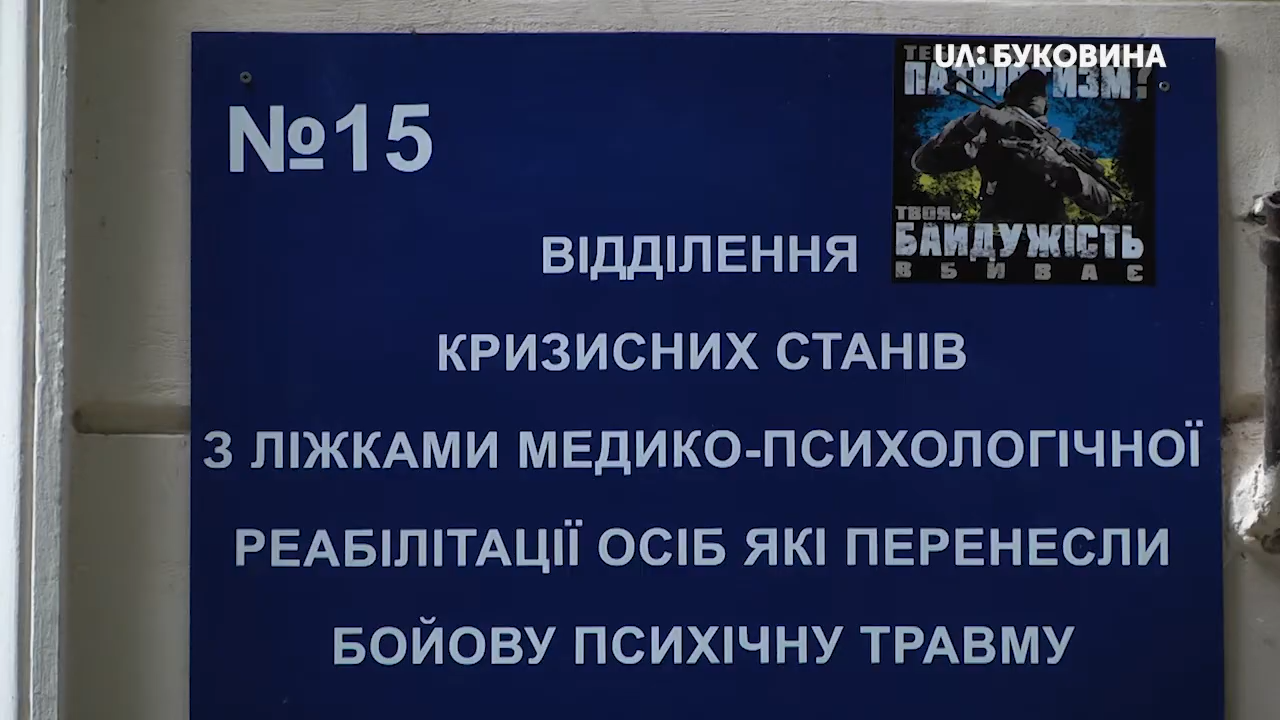 UA: БУКОВИНА
ПАТРІОТИЗМ?
№15
ТВОЯ
БАЙДУЖІСТЬ
ВБИВАЄ
ВІДДІЛЕННЯ
КРИЗИСНИХ СТАНІВ
З ЛІЖКАМИ МЕДИКО-ПСИХОЛОГІЧНОЇ
РЕАБІЛІТАЦІЇ ОСІБ ЯКІ ПЕРЕНЕСЛИ
БОЙОВУ ПСИХІЧНУ ТРАВМУ